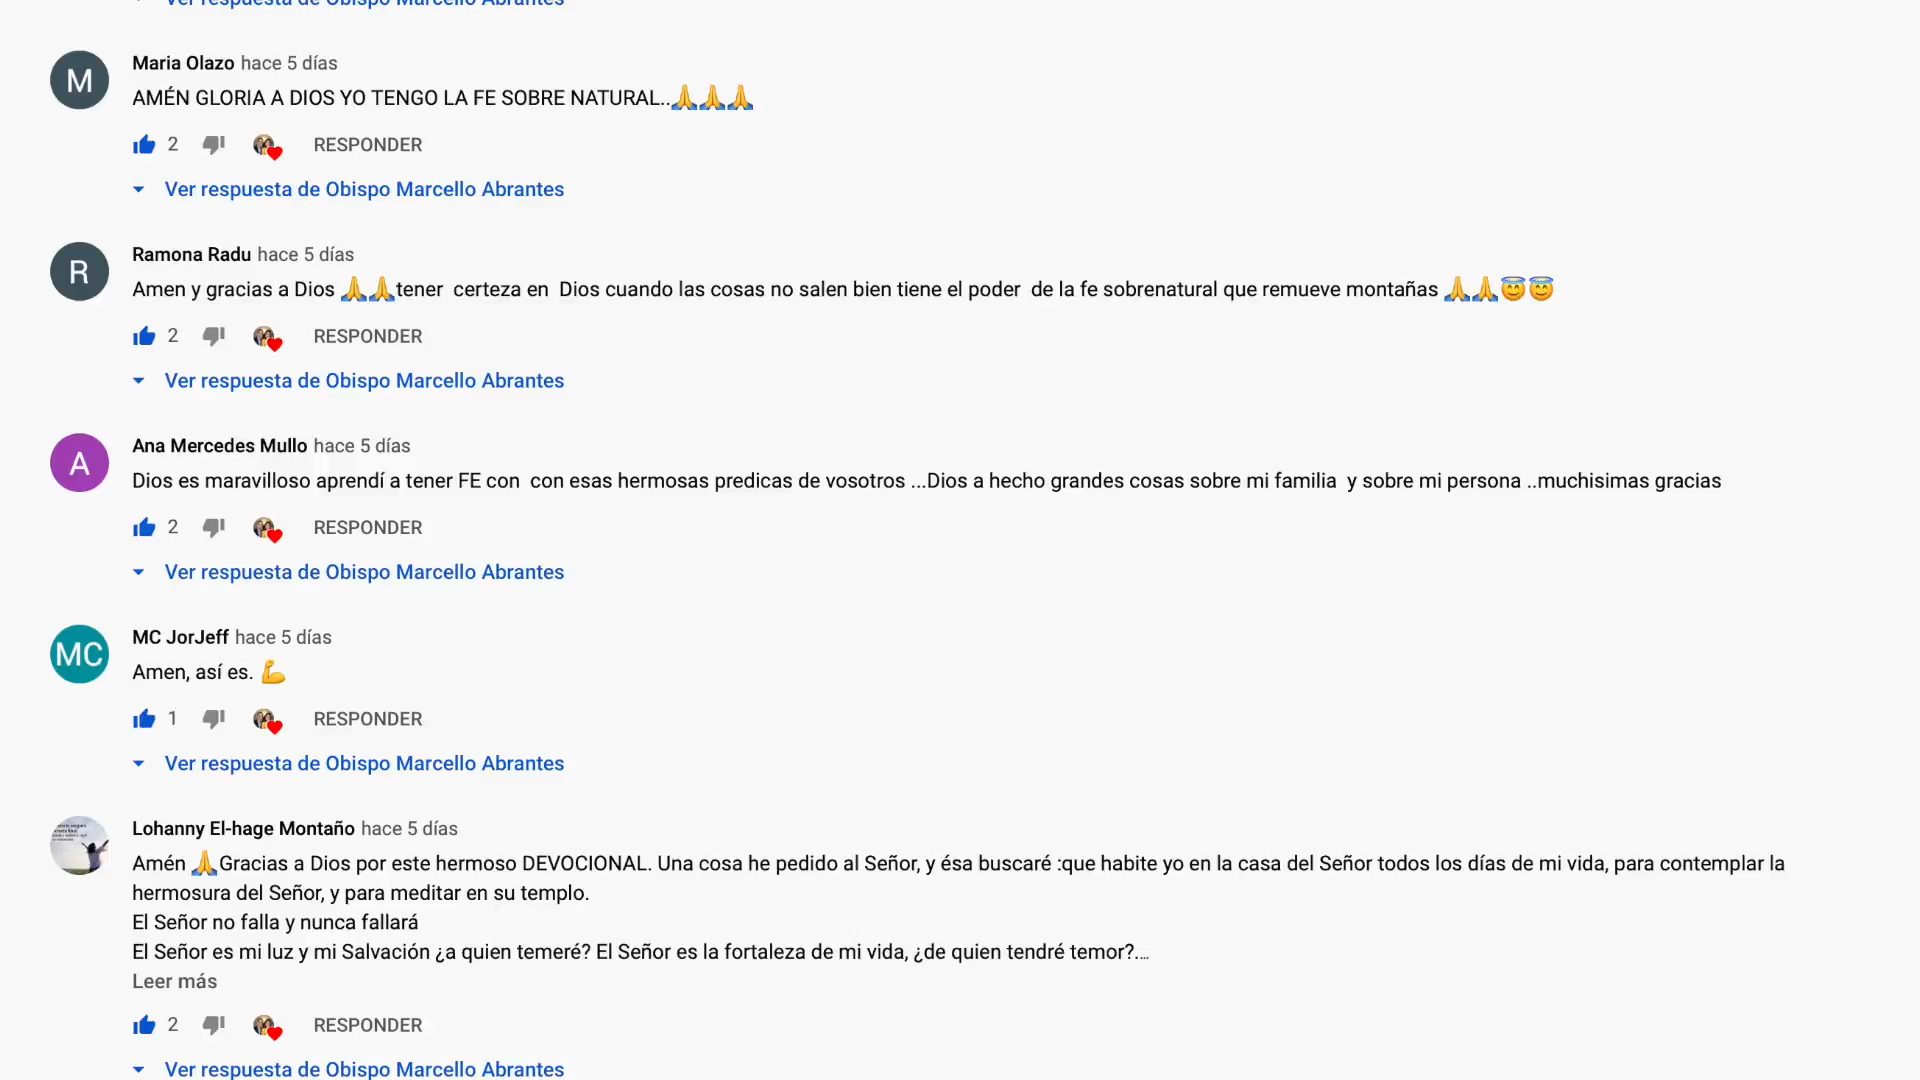 Ver respuesta de Obispo Marcello Abrantes
M
Maria Olazo hace 5 días
AMÉN GLORIA A DIOS YO TENGO LA FE SOBRE NATURAL..🙏🙏🙏
2 RESPONDER
Ver respuesta de Obispo Marcello Abrantes
R
Ramona Radu hace 5 días
Amen y gracias a Dios 🙏🙏tener  certeza en  Dios cuando las cosas no salen bien tiene el poder  de la fe sobrenatural que remueve montañas 🙏🙏😇😇
2 RESPONDER
Ver respuesta de Obispo Marcello Abrantes
A
Ana Mercedes Mullo hace 5 días
Dios es maravilloso aprendí a tener FE con  con esas hermosas predicas de vosotros ...Dios a hecho grandes cosas sobre mi familia  y sobre mi persona ..muchisimas gracias
2 RESPONDER
Ver respuesta de Obispo Marcello Abrantes
MC
MC JorJeff hace 5 días
Amen, así es. 💪
1 RESPONDER
Ver respuesta de Obispo Marcello Abrantes
Lohanny El-hage Montaño hace 5 días
Amén 🙏Gracias a Dios por este hermoso DEVOCIONAL. Una cosa he pedido al Señor, y ésa buscaré :que habite yo en la casa del Señor todos los días de mi vida, para contemplar la
hermosura del Señor, y para meditar en su templo.
El Señor no falla y nunca fallará
El Señor es mi luz y mi Salvación ¿a quien temeré? El Señor es la fortaleza de mi vida, ¿de quien tendré temor?....
Leer más
2 RESPONDER
Ver respuesta de Obispo Marcello Abrantes